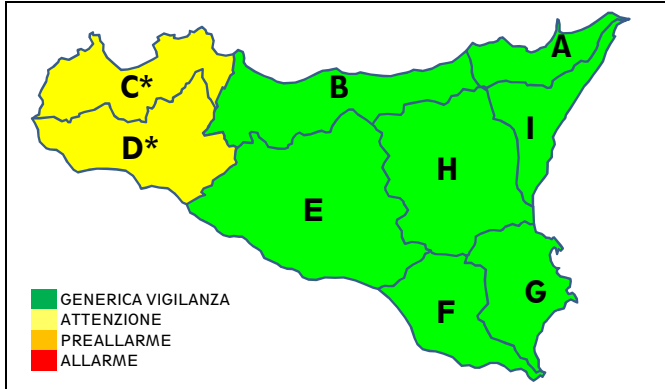 A
B
C*
I
D*
H
E
G
F
GENERICA VIGILANZA
ATTENZIONE
PREALLARME
ALLARME